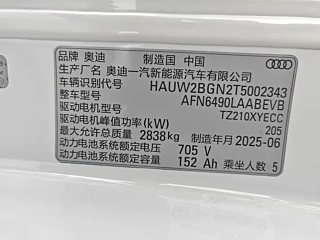 品牌 奥迪 制造国 中国
生产厂名 奥迪一汽新能源汽车有限公司
车辆识别代号 HAUW2BGN2T5002343
整车型号 AFN6490LAABEVB
驱动电机型号 TZ210XYECC
驱动电机峰值功率(kW) 205
最大允许总质量 2838kg 制造年月 2025-06
动力电池系统额定电压 705 V
动力电池系统额定容量 152 Ah 乘坐人数 5